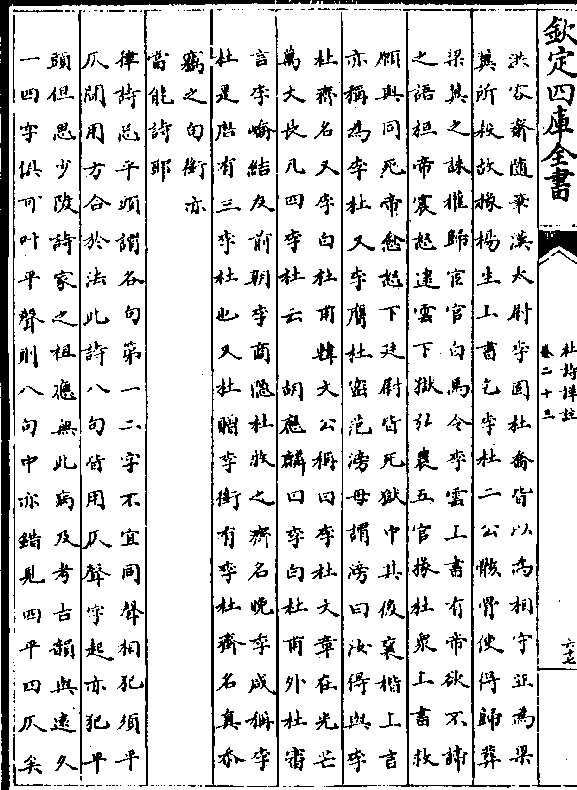 欽定四庫全書
杜詩詳註
卷二十三
六十七
洪容齋隨筆漢太尉李固杜喬皆以為相守正為梁
冀所殺故掾楊生上書乞李杜二公骸骨使得歸葬
梁冀之誅權歸宦官白馬令李雲上書有帝欲不諦
之語桓帝震怒逮雲下獄弘農五官掾杜衆上書救
願與同死帝愈怒下廷尉皆死獄中其後襄楷上言
亦稱為李杜又李膺杜密范滂母謂滂曰汝得與李
杜齊名又李白杜甫韓文公稱曰李杜文章在光芒
萬丈長凡四李杜云 胡應麟曰李白杜甫外杜審
言李嶠結友前朝李商隱杜牧之齊名晚季咸稱李
杜是唐有三李杜也又杜贈李銜有李杜齊名真忝
竊之句銜亦
當能詩耶
律詩忌平頭謂各句第一二字不宜同聲相犯須平
仄間用方合於法此詩八句皆用仄聲字起亦犯平
頭但思少陵詩家之祖應無此病及考古韻與遠久
一四字俱可叶平聲則八句中亦錯見四平四仄矣